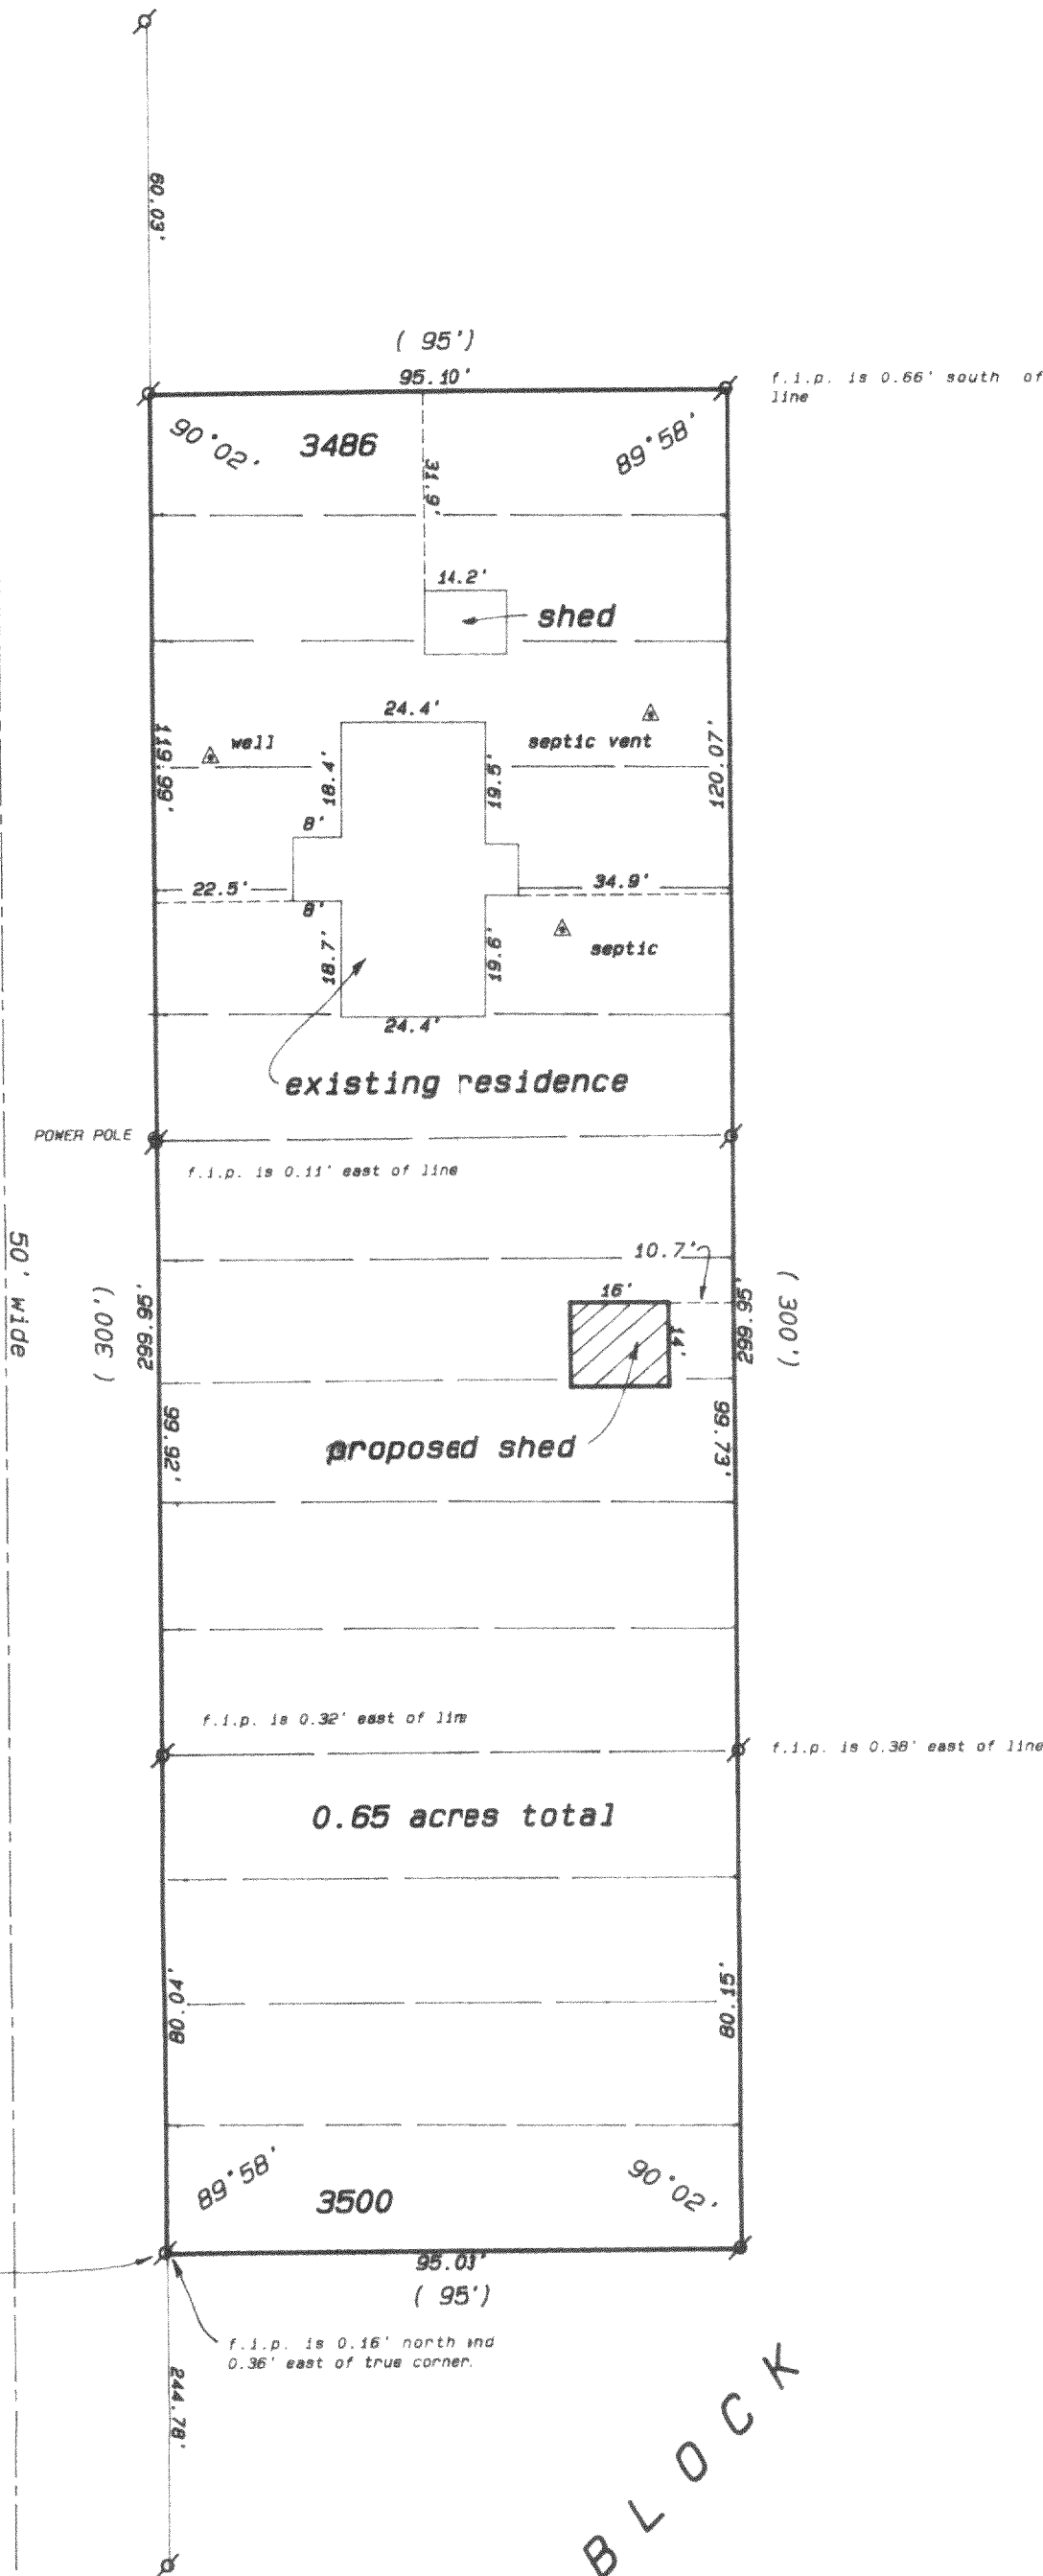 60.03'
( 95')
95.10'
f.i.p. is 0.66' south of
line
90°02'
3486
89°58'
31.9'
14.2'
shed
24.4'
119.99'
well
septic vent
120.07'
18.4'
19.5'
8'
22.5'
34.9'
8'
18.7'
19.6'
septic
24.4'
existing residence
POWER POLE
f.i.p. is 0.11' east of line
50' wide
10.7'
( 300')
299.96'
16'
14'
299.95'
( 300')
99.92'
proposed shed
99.73'
f.i.p. is 0.32' east of line
f.i.p. is 0.38' east of line
0.65 acres total
80.04'
80.15'
89°58'
3500
90°02'
95.01'
( 95')
f.i.p. is 0.16' north and
0.36' east of true corner.
244.78'
BLOCK